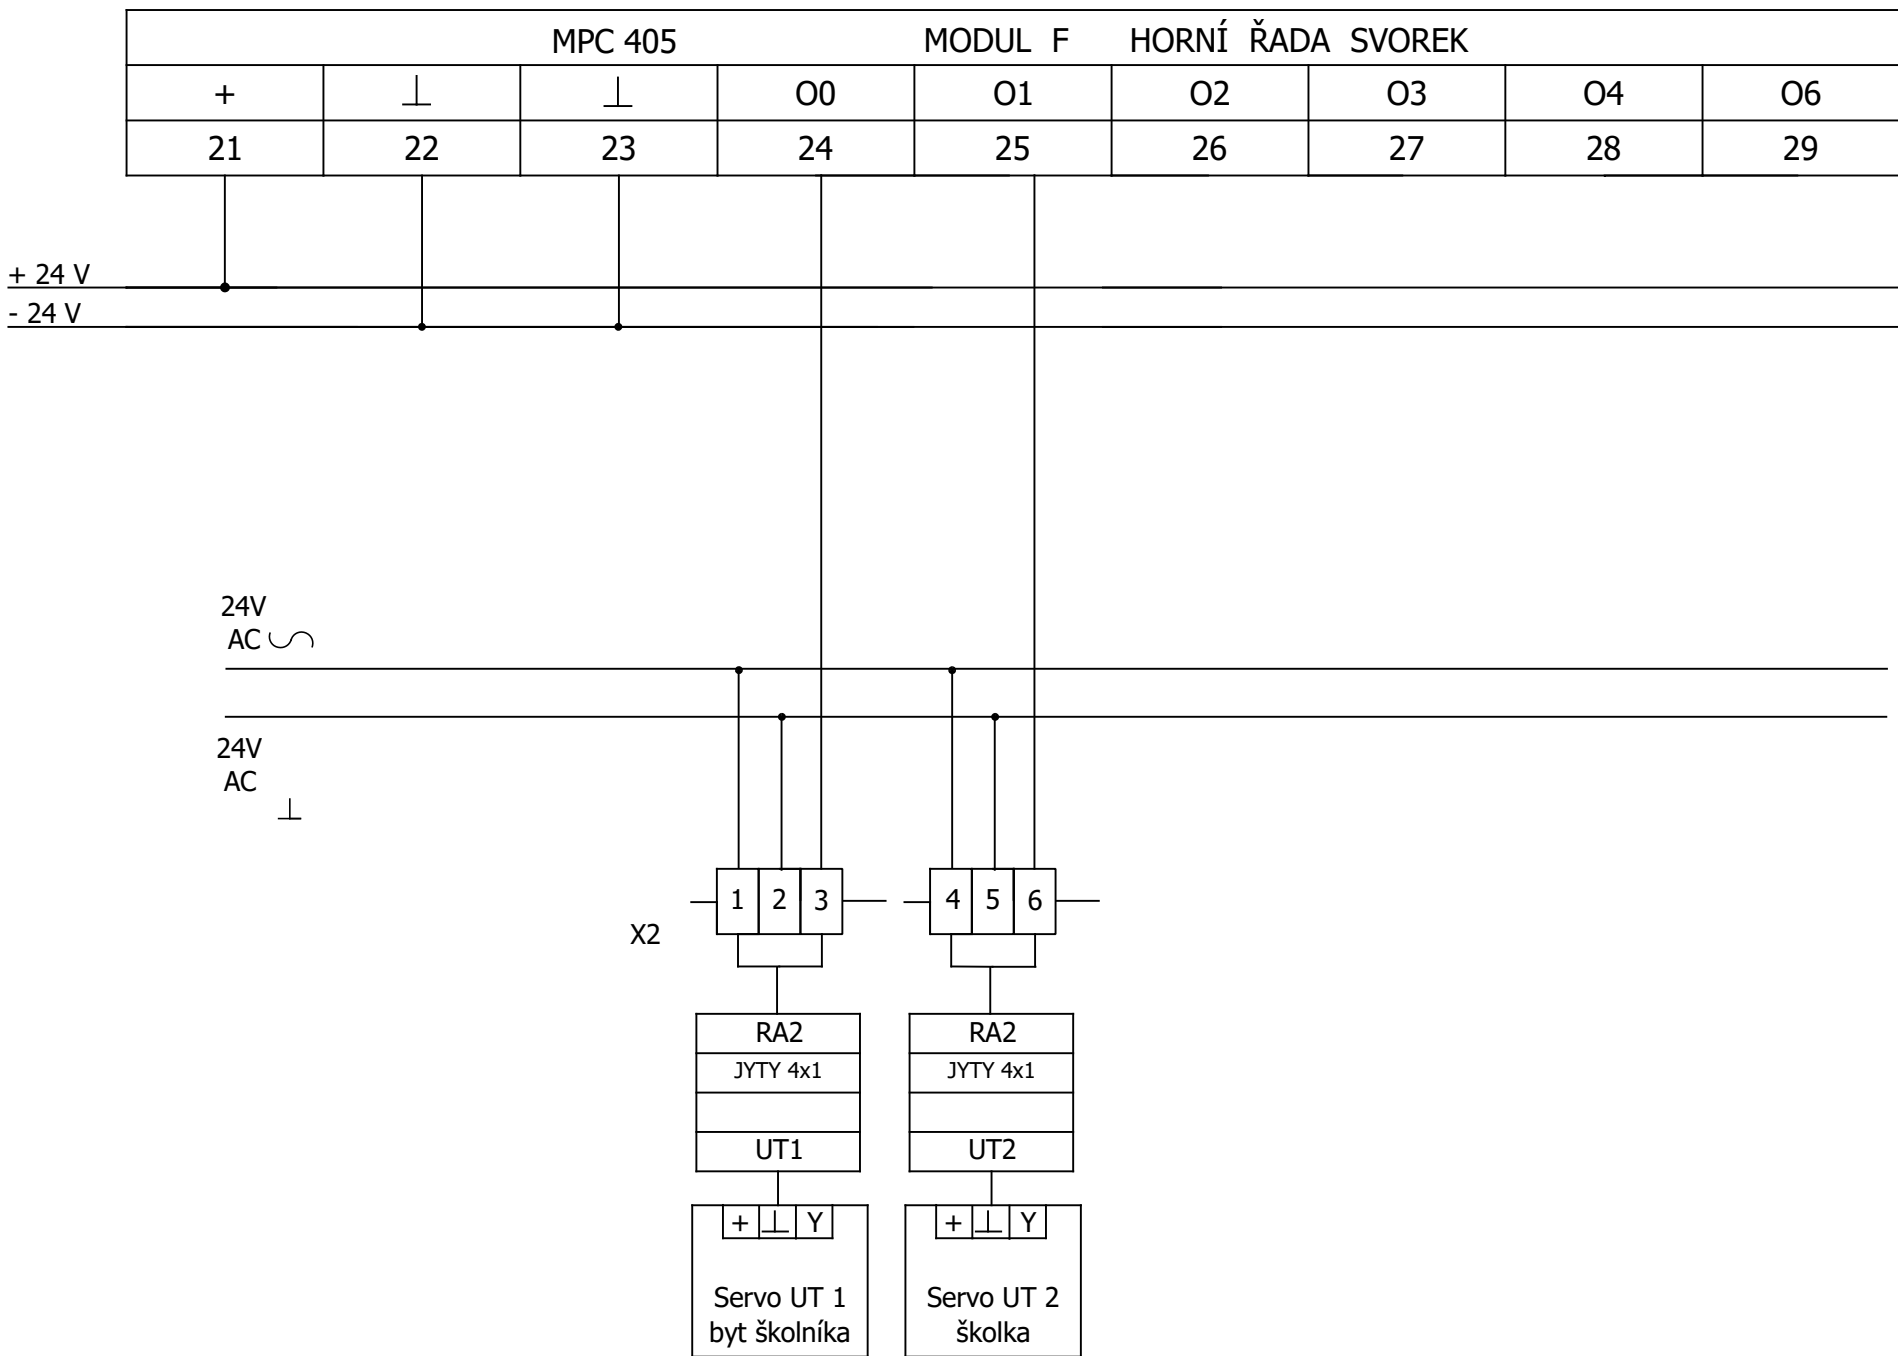 MPC 405 MODUL F HORNÍ ŘADA SVOREK
+ ⊥ ⊥ O0 O1 O2 O3 O4 O6
21 22 23 24 25 26 27 28 29
+ 24 V
- 24 V
24V
AC
24V
AC
⊥
1 2 3 4 5 6
X2
RA2 RA2
JYTY 4x1 JYTY 4x1
UT1 UT2
+ ⊥ Y + ⊥ Y
Servo UT 1 Servo UT 2
byt školníka školka